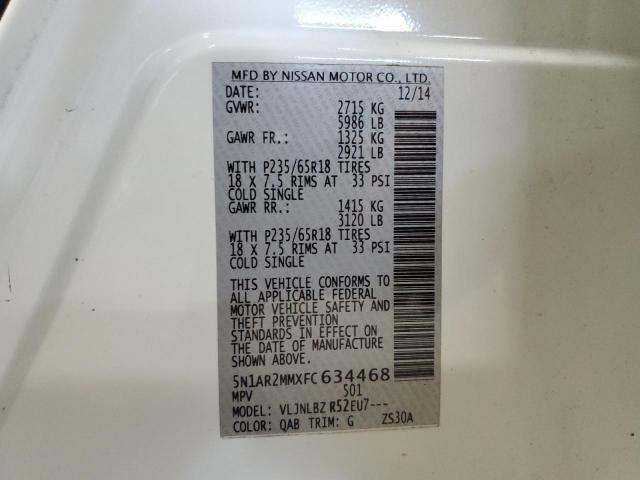 MFD BY NISSAN MOTOR CO., LTD.
DATE: 12/14
GVWR: 2715 KG
5986 LB
GAWR FR.: 1325 KG
2921 LB
WITH P235/65R18 TIRES
18 X 7.5 RIMS AT 33 PSI
COLD SINGLE
GAWR RR.: 1415 KG
3120 LB
WITH P235/65R18 TIRES
18 X 7.5 RIMS AT 33 PSI
COLD SINGLE
THIS VEHICLE CONFORMS TO
ALL APPLICABLE FEDERAL
MOTOR VEHICLE SAFETY AND
THEFT PREVENTION
STANDARDS IN EFFECT ON
THE DATE OF MANUFACTURE
SHOWN ABOVE.
5N1AR2MMXFC634468
MPV 501
MODEL: VLJNLBZ R52EU7---
COLOR: QAB TRIM: G ZS30A